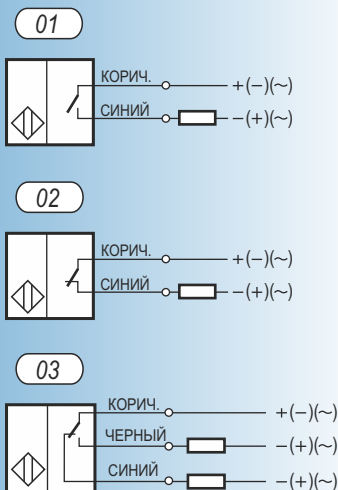 01
КОРИЧ. +(−)(~)
СИНИЙ −(+)(~)
02
КОРИЧ. +(−)(~)
СИНИЙ −(+)(~)
03
КОРИЧ. +(−)(~)
ЧЕРНЫЙ −(+)(~)
СИНИЙ −(+)(~)